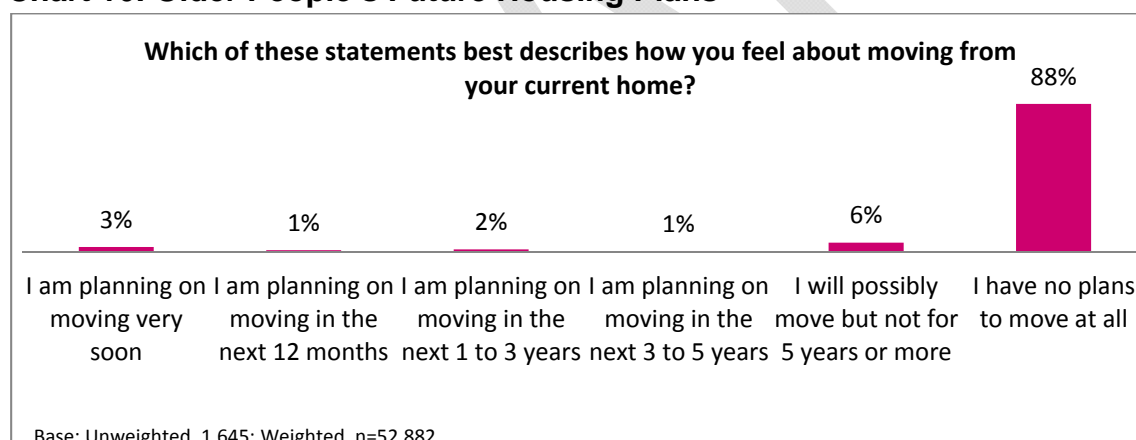 Chart Older People's Future Housing Plans
Which of these statements best describes how you feel about moving from
your current home?
88%
3%
1%
2%
1%
6%
I am planning on
moving very
soon
I am planning on
moving in the
next 12 months
I am planning on
moving in the
next 1 to 3 years
I am planning on
moving in the
next 3 to 5 years
I will possibly
move but not for
5 years or more
I have no plans
to move at all
Base: Unweighted, 1,645; Weighted, n=52,882